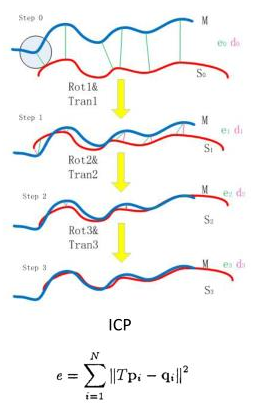 Step 0
M
e₀ d₀
S₀
Rot1&
Tran1
Step 1
M
e₁ d₁
S₁
Rot2&
Tran2
Step 2
M
e₂ d₂
S₂
Rot3&
Tran3
Step 3
M
e₃ d₃
S₃
ICP
e = \sum_{i=1}^{N} \|Tp_i - q_i\|^2